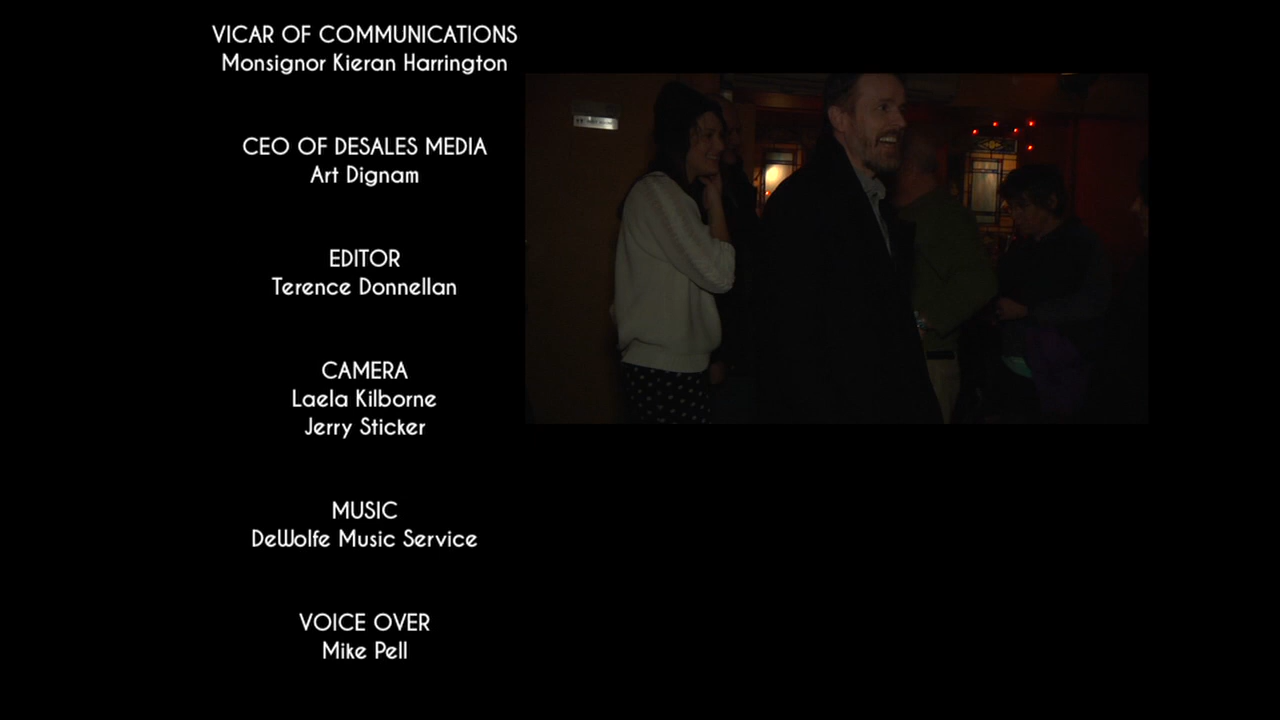 VICAR OF COMMUNICATIONS
Monsignor Kieran Harrington
CEO OF DESALES MEDIA
Art Dignam
EDITOR
Terence Donnellan
CAMERA
Laela Kilborne
Jerry Sticker
MUSIC
DeWolfe Music Service
VOICE OVER
Mike Pell